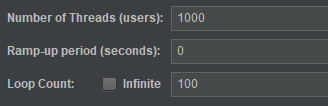 Number of Threads (users): 1000
Ramp-up period (seconds): 0
Loop Count: Infinite 100